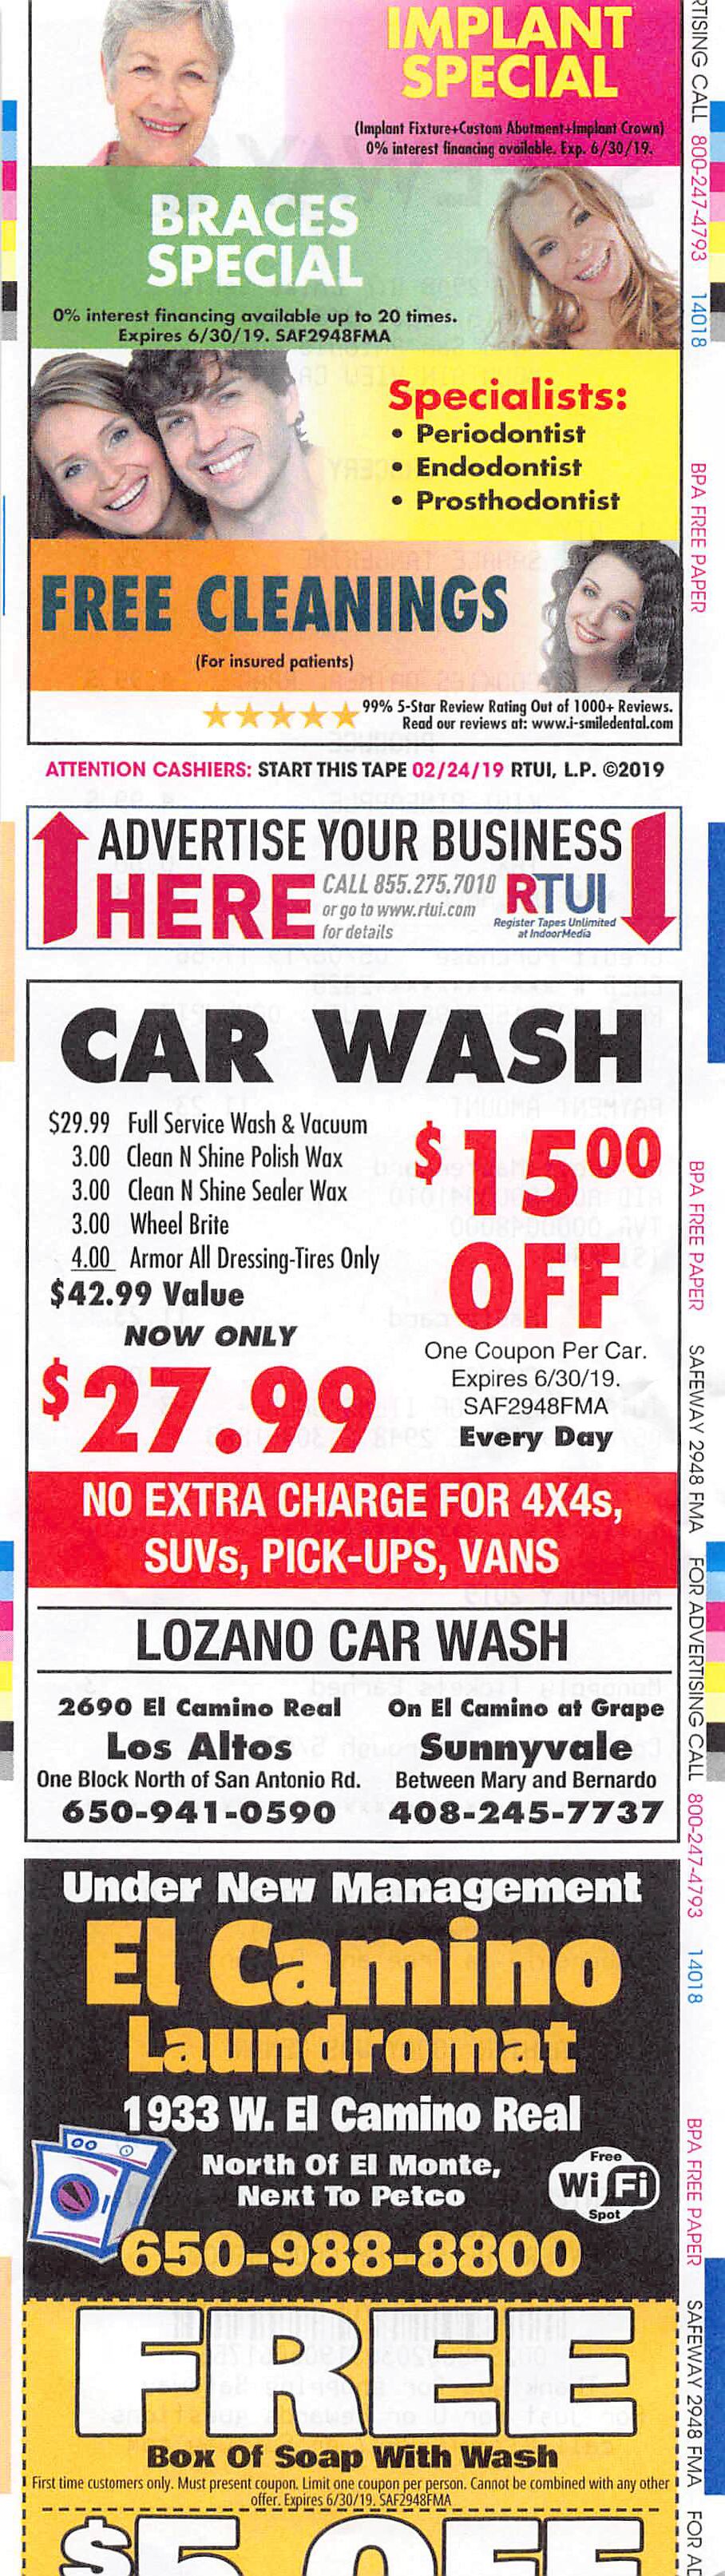 IMPLANT
SPECIAL
(Implant Fixture+Custom Abutment+Implant Crown)
0% interest financing available. Exp. 6/30/19.
BRACES
SPECIAL
0% interest financing available up to 20 times.
Expires 6/30/19. SAF2948FMA
Specialists:
• Periodontist
• Endodontist
• Prosthodontist
FREE CLEANINGS
(For insured patients)
99% 5-Star Review Rating Out of 1000+ Reviews.
Read our reviews at: www.i-smiledental.com
ATTENTION CASHIERS: START THIS TAPE 02/24/19 RTUI, L.P. ©2019
ADVERTISE YOUR BUSINESS
HERE
CALL 855.275.7010
or go to www.rtui.com
for details
RTUI
Register Tapes Unlimited
at IndoorMedia
CAR WASH
$29.99 Full Service Wash & Vacuum
3.00 Clean N Shine Polish Wax
3.00 Clean N Shine Sealer Wax
3.00 Wheel Brite
4.00 Armor All Dressing-Tires Only
$42.99 Value
NOW ONLY
$27.99
$15.00
OFF
One Coupon Per Car.
Expires 6/30/19.
SAF2948FMA
Every Day
NO EXTRA CHARGE FOR 4X4s,
SUVs, PICK-UPS, VANS
LOZANO CAR WASH
2690 El Camino Real
Los Altos
One Block North of San Antonio Rd.
650-941-0590
On El Camino at Grape
Sunnyvale
Between Mary and Bernardo
408-245-7737
Under New Management
El Camino
Laundromat
1933 W. El Camino Real
North Of El Monte,
Next To Petco
Free
Wi Fi
Spot
650-988-8800
FREE
Box Of Soap With Wash
First time customers only. Must present coupon. Limit one coupon per person. Cannot be combined with any other
offer. Expires 6/30/19. SAF2948FMA
$5 OFF
RTISING CALL 800-247-4793 14018 BPA FREE PAPER
BPA FREE PAPER SAFEWAY 2948 FMA FOR ADVERTISING CALL 800-247-4793 14018
BPA FREE PAPER SAFEWAY 2948 FMA FOR AD